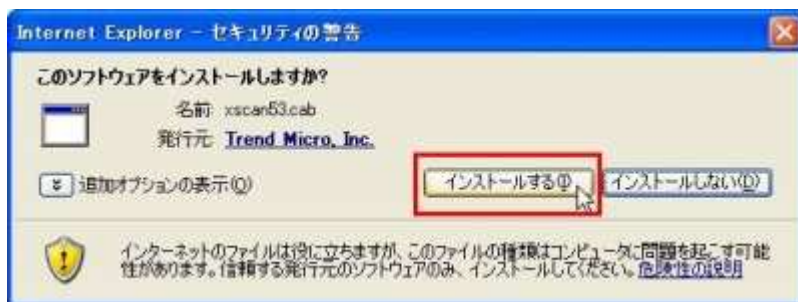 Internet Explorer - セキュリティの警告
このソフトウェアをインストールしますか?
名前: xscan53.cab
発行元: Trend Micro, Inc.
追加オプションの表示(O)
インストールする(I)
インストールしない(D)
インターネットのファイルは役に立ちますが、このファイルの種類はコンピュータに問題を起こす可能
性があります。信頼する発行元のソフトウェアのみ、インストールしてください。危険性の説明